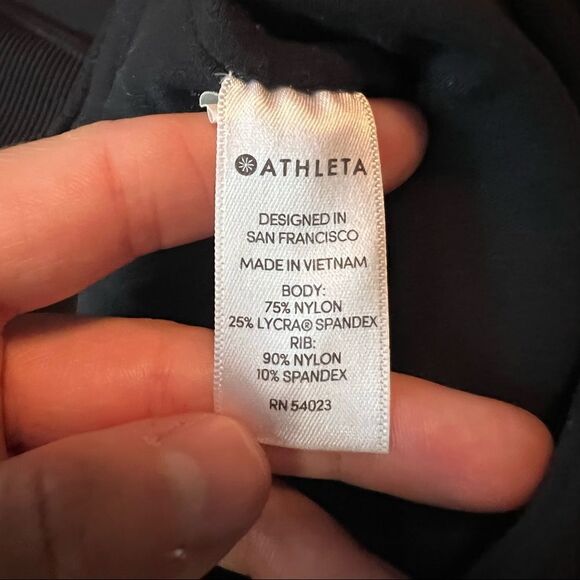 ATHLETA
DESIGNED IN
SAN FRANCISCO
MADE IN VIETNAM
BODY:
75% NYLON
25% LYCRA® SPANDEX
RIB:
90% NYLON
10% SPANDEX
RN 54023